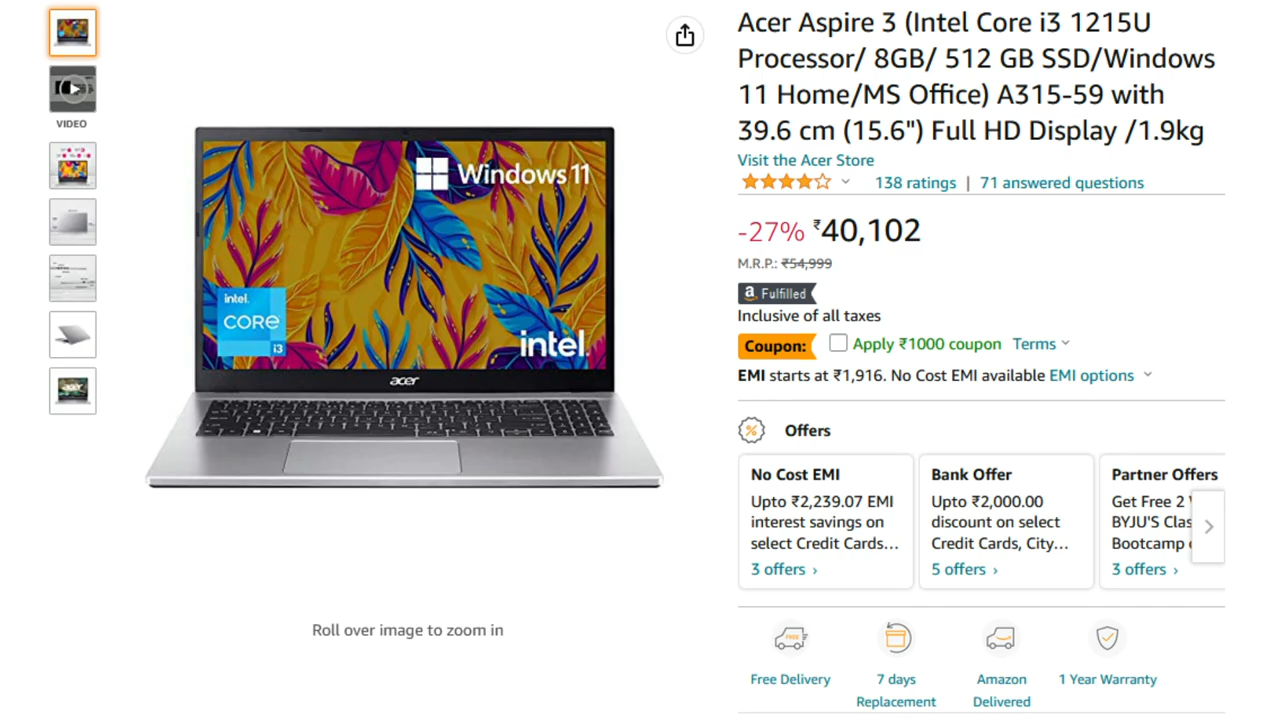 VIDEO
Windows 11
intel.
CORE
i3
intel.
acer
Roll over image to zoom in
Acer Aspire 3 (Intel Core i3 1215U
Processor/ 8GB/ 512 GB SSD/Windows
11 Home/MS Office) A315-59 with
39.6 cm (15.6") Full HD Display /1.9kg
Visit the Acer Store
138 ratings | 71 answered questions
-27% ₹40,102
M.R.P.: ₹54,999
a Fulfilled
Inclusive of all taxes
Coupon: Apply ₹1000 coupon Terms
EMI starts at ₹1,916. No Cost EMI available EMI options
% Offers
No Cost EMI
Upto ₹2,239.07 EMI
interest savings on
select Credit Cards...
3 offers ›
Bank Offer
Upto ₹2,000.00
discount on select
Credit Cards, City...
5 offers ›
Partner Offers
Get Free 2
BYJU'S Clas
Bootcamp
3 offers ›
FREE
Free Delivery
7 days
Replacement
Amazon
Delivered
1 Year Warranty